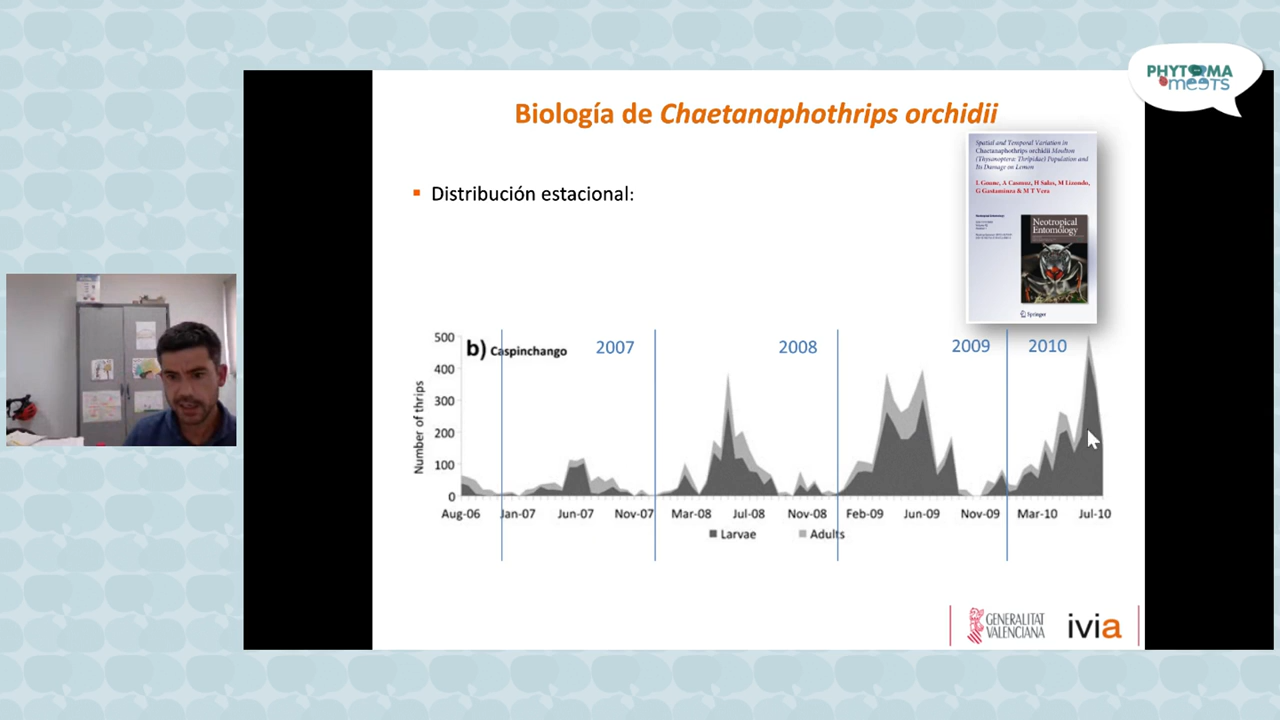 PHYTOMA
meets
Biología de Chaetanaphothrips orchidii
Spatial and Temporal Variation in
Chaetanaphothrips orchidii Moulton
(Thysanoptera: Thripidae) Population and
Its Damage on Lemon
Distribución estacional:
Neotropical
Entomology
Springer
b) Caspinchango
2007
2008
2009
2010
Number of thrips
500
400
300
200
100
0
Aug-06 Jan-07 Jun-07 Nov-07 Mar-08 Jul-08 Nov-08 Feb-09 Jun-09 Nov-09 Mar-10 Jul-10
Larvae Adults
GENERALITAT
VALENCIANA
ivia